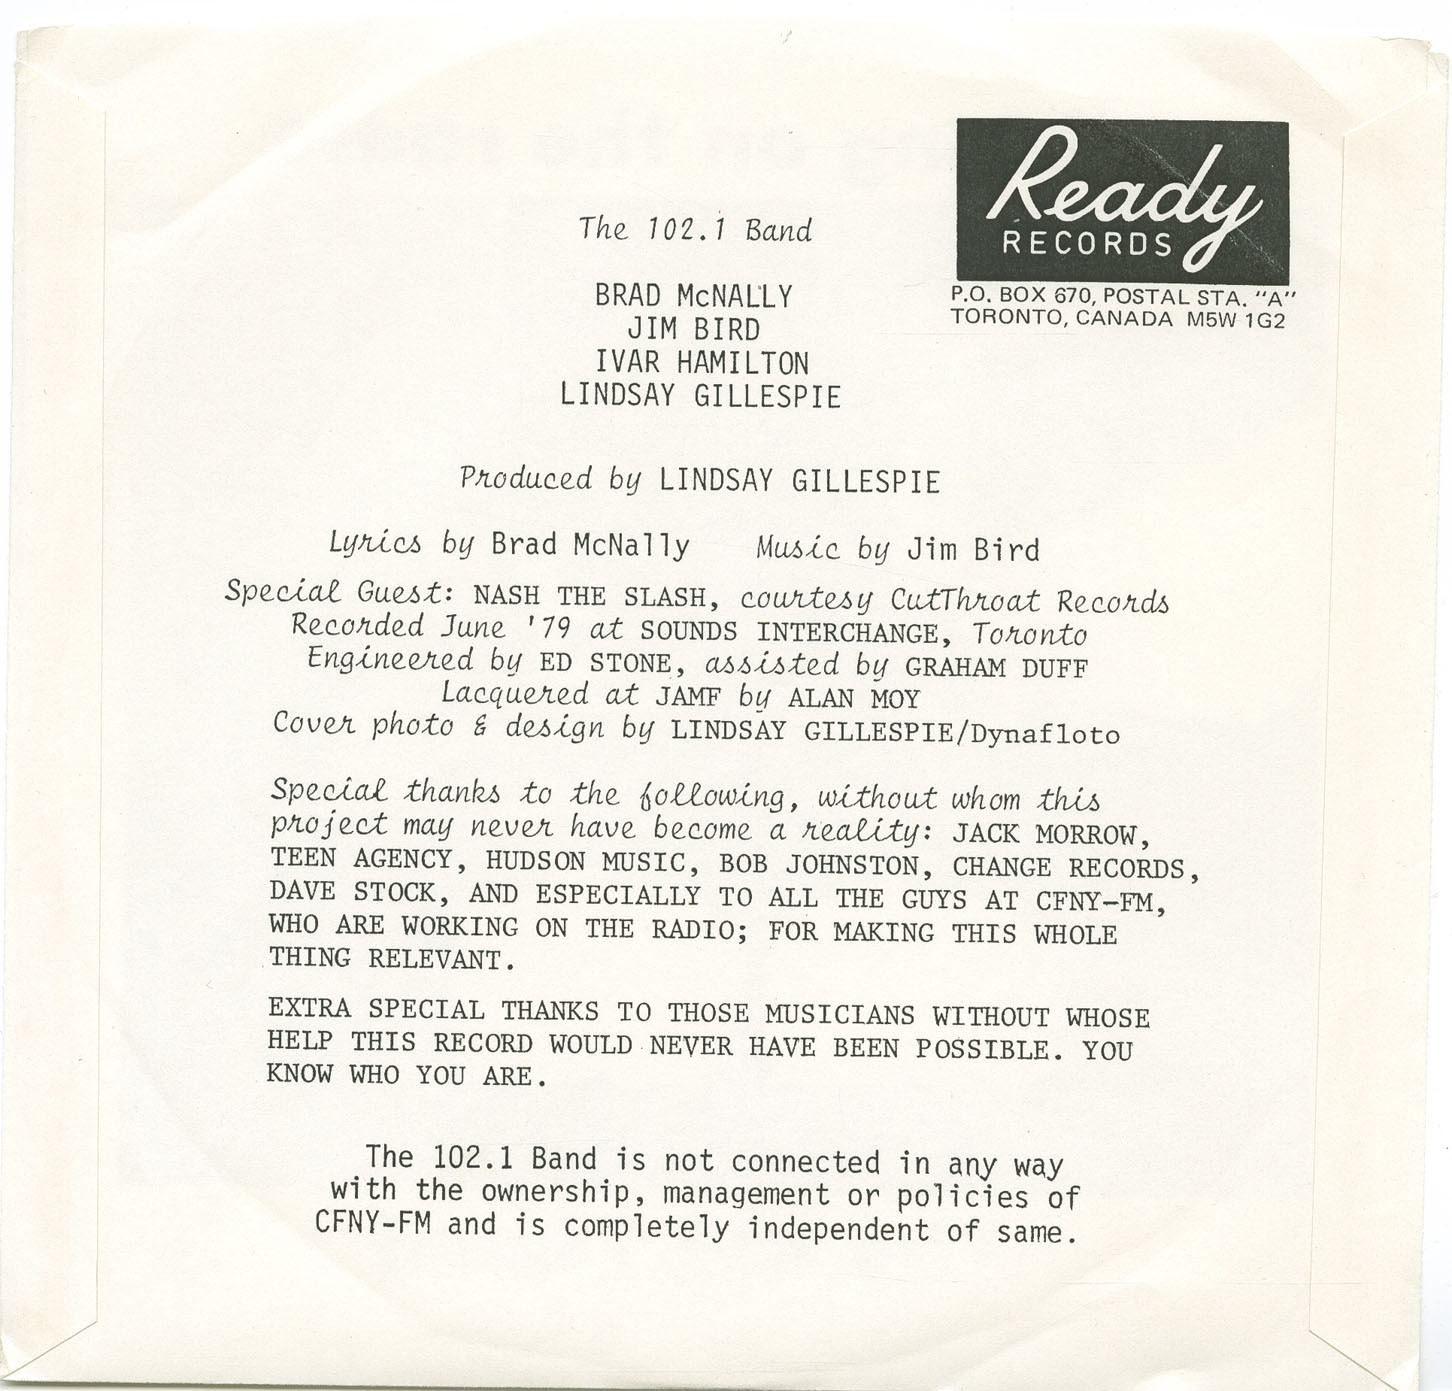 Ready
RECORDS
P.O. BOX 670, POSTAL STA. "A"
TORONTO, CANADA M5W 1G2
The 102.1 Band
BRAD McNALLY
JIM BIRD
IVAR HAMILTON
LINDSAY GILLESPIE
Produced by LINDSAY GILLESPIE
Lyrics by Brad McNally Music by Jim Bird
Special Guest: NASH THE SLASH, courtesy CutThroat Records
Recorded June '79 at SOUNDS INTERCHANGE, Toronto
Engineered by ED STONE, assisted by GRAHAM DUFF
Lacquered at JAMF by ALAN MOY
Cover photo & design by LINDSAY GILLESPIE/Dynafloto
Special thanks to the following, without whom this
project may never have become a reality: JACK MORROW,
TEEN AGENCY, HUDSON MUSIC, BOB JOHNSTON, CHANGE RECORDS,
DAVE STOCK, AND ESPECIALLY TO ALL THE GUYS AT CFNY-FM,
WHO ARE WORKING ON THE RADIO; FOR MAKING THIS WHOLE
THING RELEVANT.
EXTRA SPECIAL THANKS TO THOSE MUSICIANS WITHOUT WHOSE
HELP THIS RECORD WOULD NEVER HAVE BEEN POSSIBLE. YOU
KNOW WHO YOU ARE.
The 102.1 Band is not connected in any way
with the ownership, management or policies of
CFNY-FM and is completely independent of same.